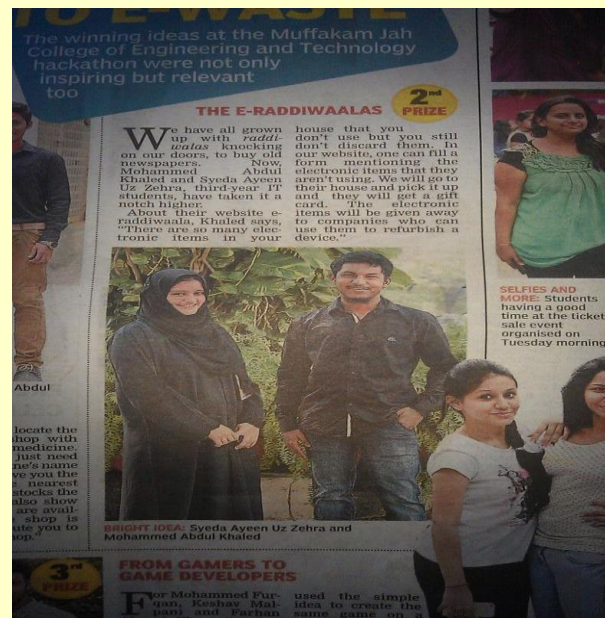 TO E-WASTE
The winning ideas at the Muffakam Jah
College of Engineering and Technology
hackathon were not only
inspiring but relevant
too
THE E-RADDIWAALAS
2nd
PRIZE
We have all grown
up with raddi-
walas knocking
on our doors, to buy old
newspapers. Now,
Mohammed Abdul
Khaled and Syeda Ayeen
Uz Zehra, third-year IT
students, have taken it a
notch higher.
About their website e-
raddiwaala, Khaled says,
"There are so many elec-
tronic items in your
house that you
don't use but you still
don't discard them. In
our website, one can fill a
form mentioning the
electronic items that they
aren't using. We will go to
their house and pick it up
and they will get a gift
card. The electronic
items will be given away
to companies who can
use them to refurbish a
device."
BRIGHT IDEA: Syeda Ayeen Uz Zehra and
Mohammed Abdul Khaled
SELFIES AND
MORE: Students
having a good
time at the ticket
sale event
organised on
Tuesday morning
Abdul
locate the
shop with
medicine.
just need
ne's name
ve you the
nearest
stocks the
also show
are avail-
shop is
ute you to
op."
3rd
PRIZE
FROM GAMERS TO
GAME DEVELOPERS
For Mohammed Fur-
qan, Keshav Mal-
pani and Farhan
used the simple
idea to create the
same game on a